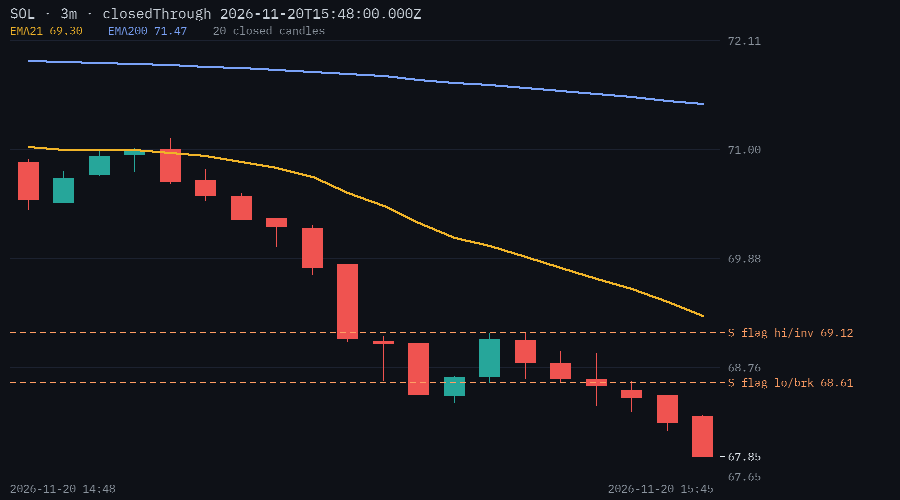 SOL · 3m · closedThrough 2026-11-20T15:48:00.000Z
EMA21 69.30 EMA200 71.47 20 closed candles
72.11
71.00
69.88
S flag hi/inv 69.12
68.76
S flag lo/brk 68.61
67.85
67.65
2026-11-20 14:48 2026-11-20 15:45